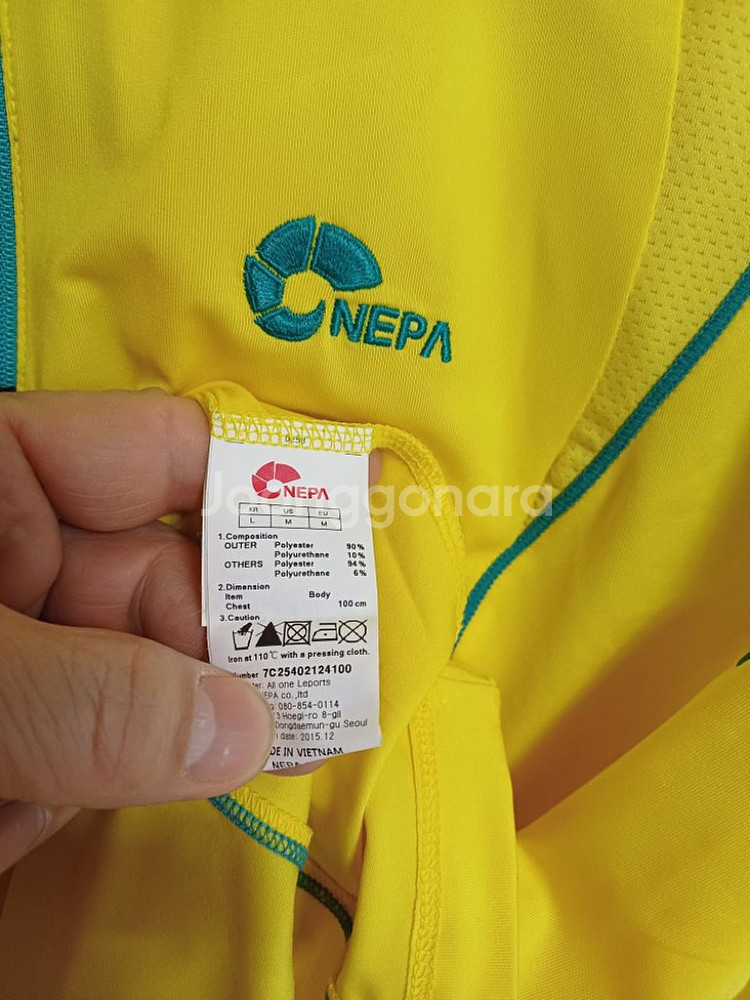 NEPA
NEPA
Joonggonara
KR US EU
L M M
1.Composition
OUTER Polyester 90%
Polyurethane 10%
OTHERS Polyester 94%
Polyurethane 6%
2.Dimension
Item Body
Chest 100 cm
3.Caution
Iron at 110℃ with a pressing cloth.
7C25402124100
All one Leports
co.,ltd
080-854-0114
Hoegi-ro 8-gil
Dongdaemun-gu Seoul
date: 2015.12
IN VIETNAM
NEPA